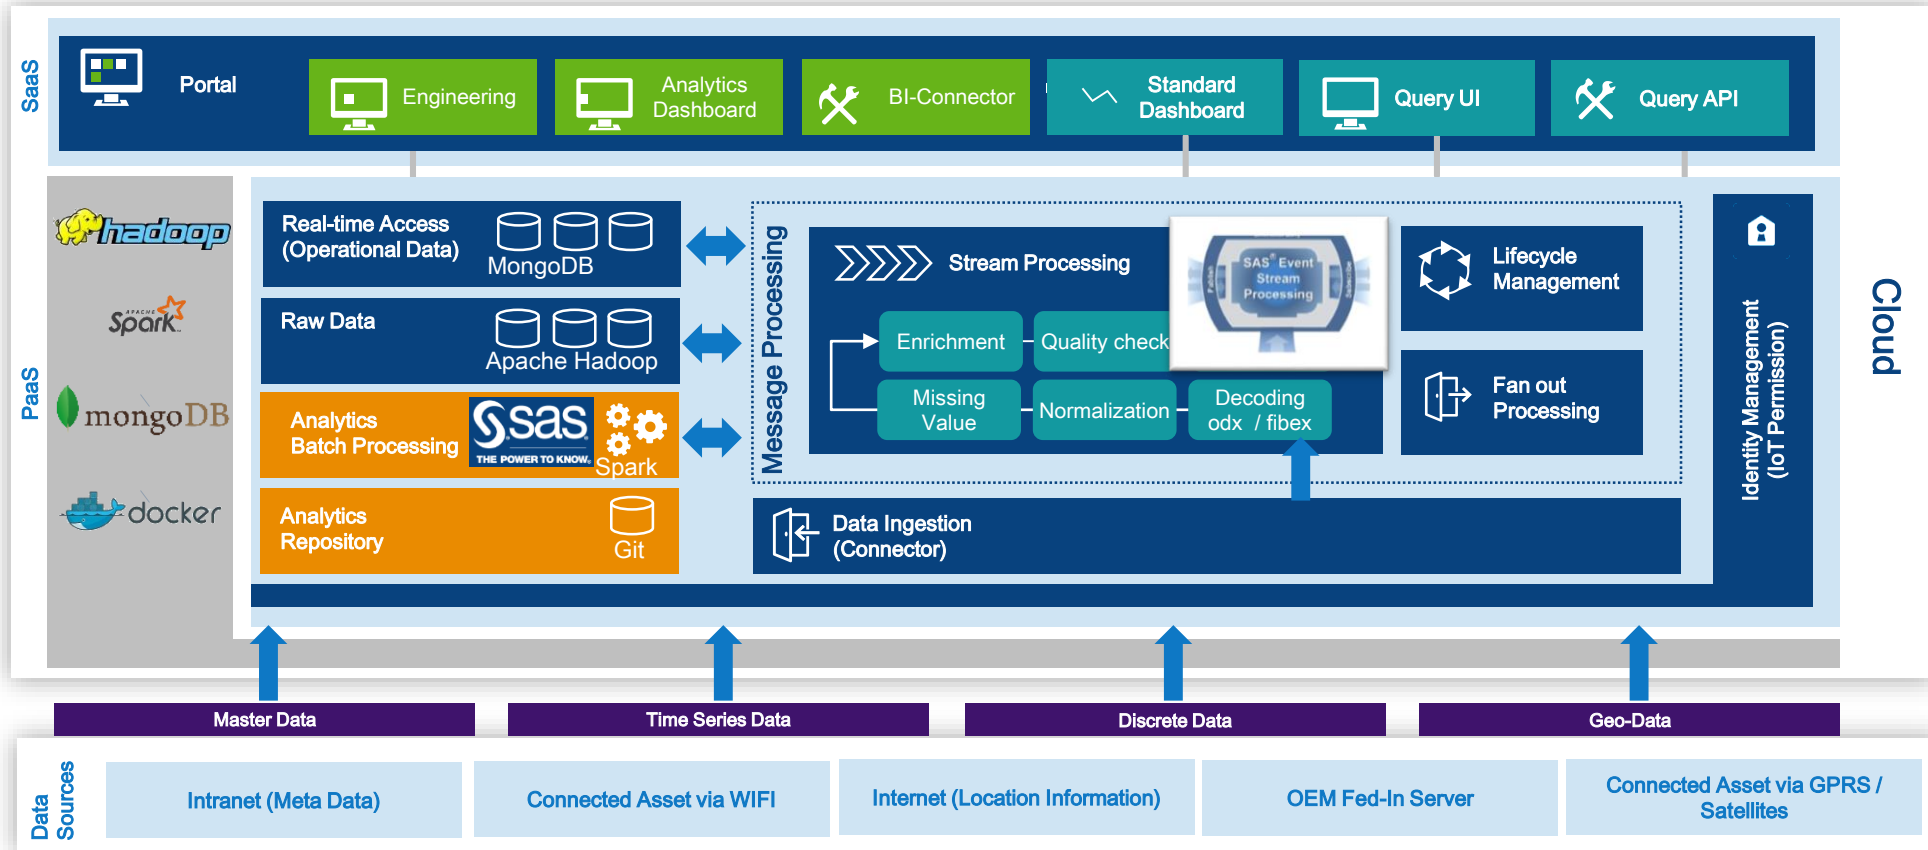 SaaS
Portal
Engineering
Analytics
Dashboard
BI-Connector
Standard
Dashboard
Query UI
Query API
PaaS
hadoop
APACHE
Spark
mongoDB
docker
Real-time Access
(Operational Data)
MongoDB
Raw Data
Apache Hadoop
Analytics
Batch Processing
sas
THE POWER TO KNOW.
Spark
Analytics
Repository
Git
Message Processing
Stream Processing
Enrichment
Quality check
Missing
Value
Normalization
Decoding
odx / fibex
Publish
SAS® Event
Stream
Processing
Subscribe
Lifecycle
Management
Fan out
Processing
Data Ingestion
(Connector)
Identity Management
(IoT Permission)
Cloud
Master Data
Time Series Data
Discrete Data
Geo-Data
Data
Sources
Intranet (Meta Data)
Connected Asset via WIFI
Internet (Location Information)
OEM Fed-In Server
Connected Asset via GPRS /
Satellites